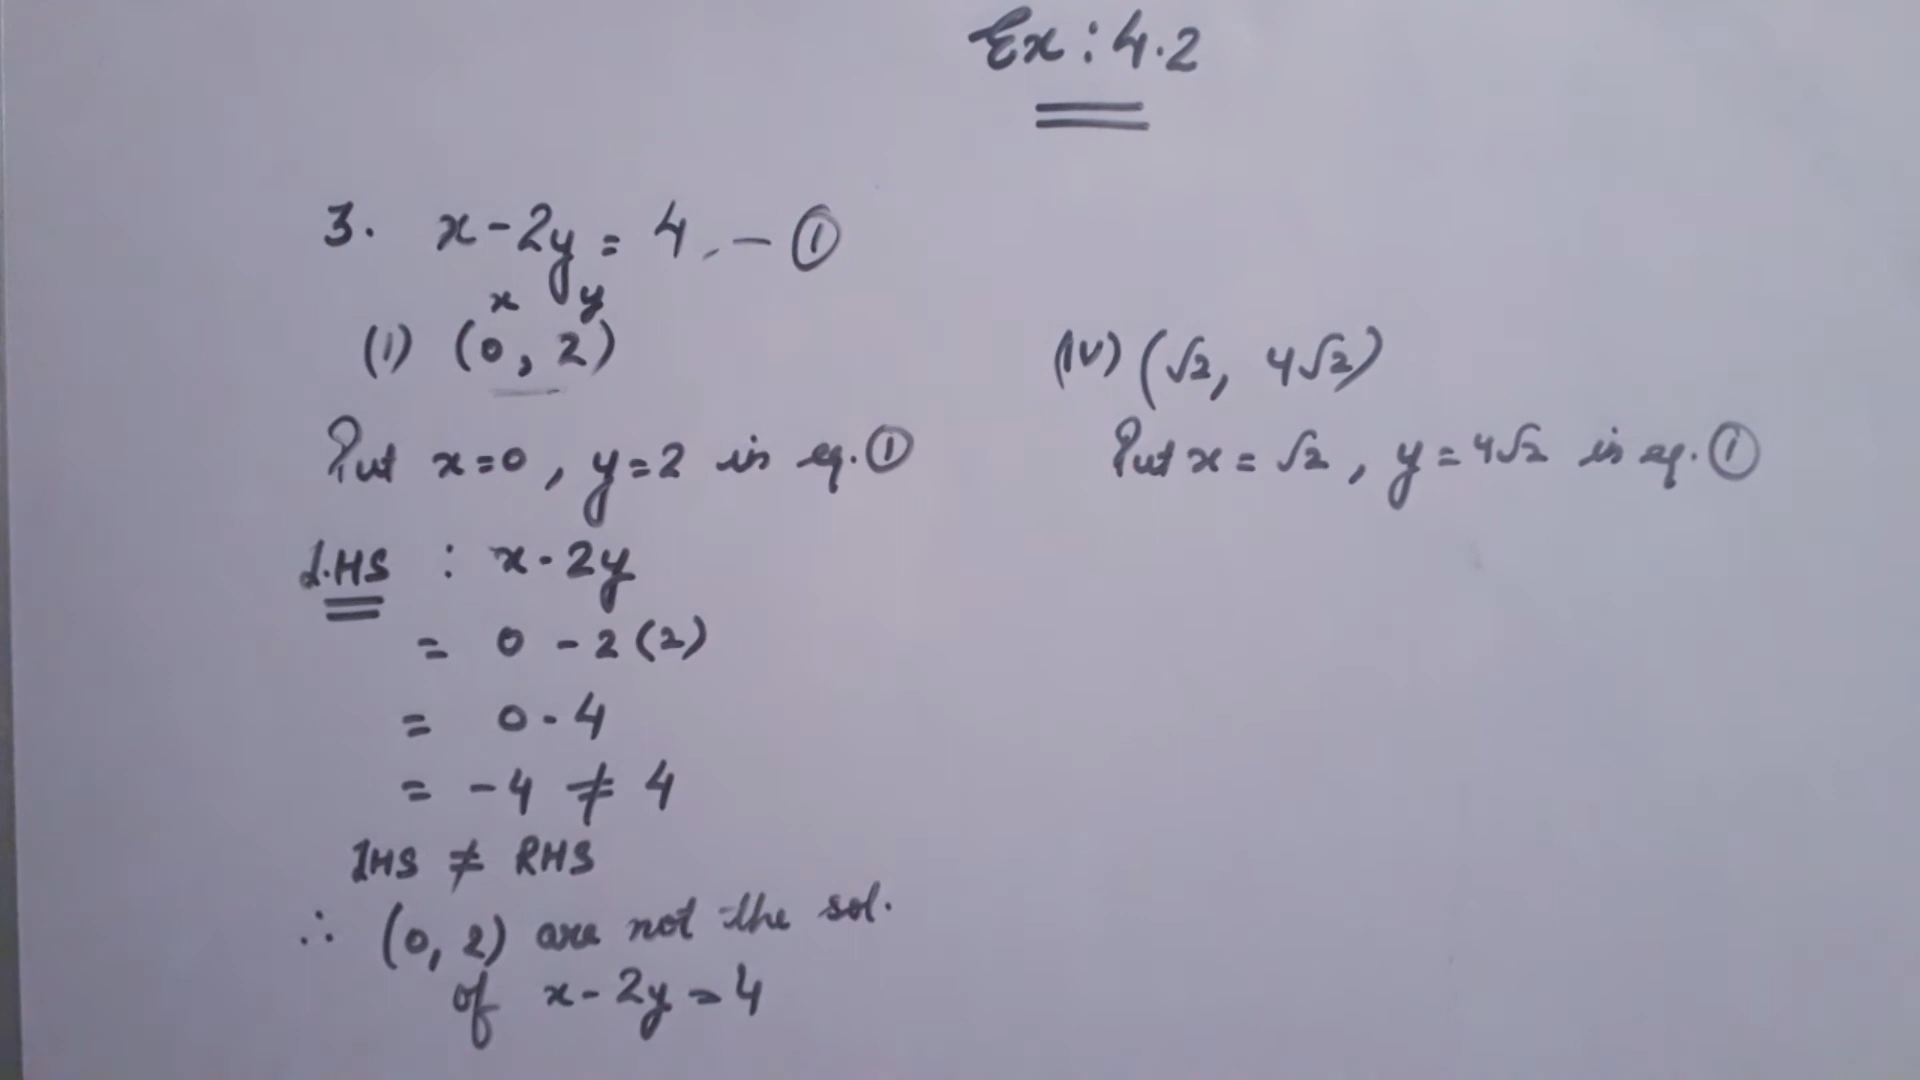 Ex : 4.2
3. x - 2y = 4. - ①
x y
(i) (0, 2)
Put x=0, y=2 in eq. ①
LHS : x - 2y
= 0 - 2(2)
= 0 - 4
= -4 ≠ 4
LHS ≠ RHS
∴ (0, 2) are not the sol.
of x - 2y = 4
(iv) (√2, 4√2)
Put x = √2, y = 4√2 in eq. ①